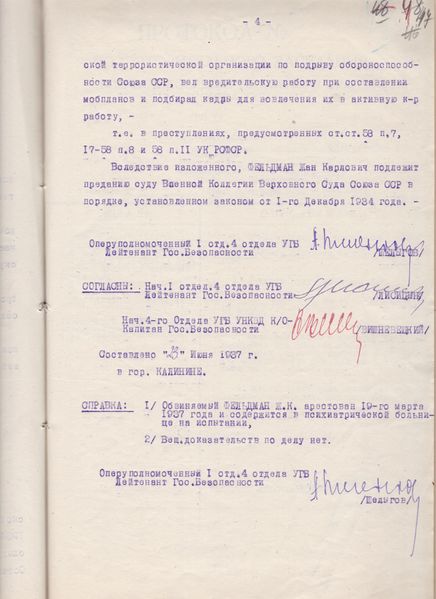 - 4 -
ской террористической организации по подрыву обороноспособ-
ности Союза ССР, вел вредительскую работу при составлении
мобпланов и подбирал кадры для вовлечения их в активную к-р
работу, -
т.е. в преступлениях, предусмотренных ст.ст.58 п.7,
17-58 п.8 и 58 п.II УК РСФСР.
Вследствие изложенного, ФЕЛЬДМАН Жан Карлович подлежит
преданию суду Военной Коллегии Верховного Суда Союза ССР в
порядке, установленном законом от I-го Декабря 1934 года. -
Оперуполномоченный I отд.4 отдела УГБ
Лейтенант Гос.Безопасности /ШЕЛЫГОВ/
СОГЛАСНЫ: Нач.I отдел.4 отдела УГБ
Лейтенант Гос.Безопасности /ЛИСИЦЫН/
Нач.4-го Отдела УГБ УНКВД К/О-
Капитан Гос.Безопасности /ВИШНЕВЕЦКИЙ/
Составлено " " Июня 1937 г.
в гор. КАЛИНИНЕ.
СПРАВКА: 1/ Обвиняемый ФЕЛЬДМАН Ж.К. арестован 19-го марта
1937 года и содержится в психиатрической больни-
це на испытании,
2/ Вещ.доказательств по делу нет.
Оперуполномоченный I отд.4 отдела УГБ
Лейтенант Гос.Безопасности
/Шелыгов/